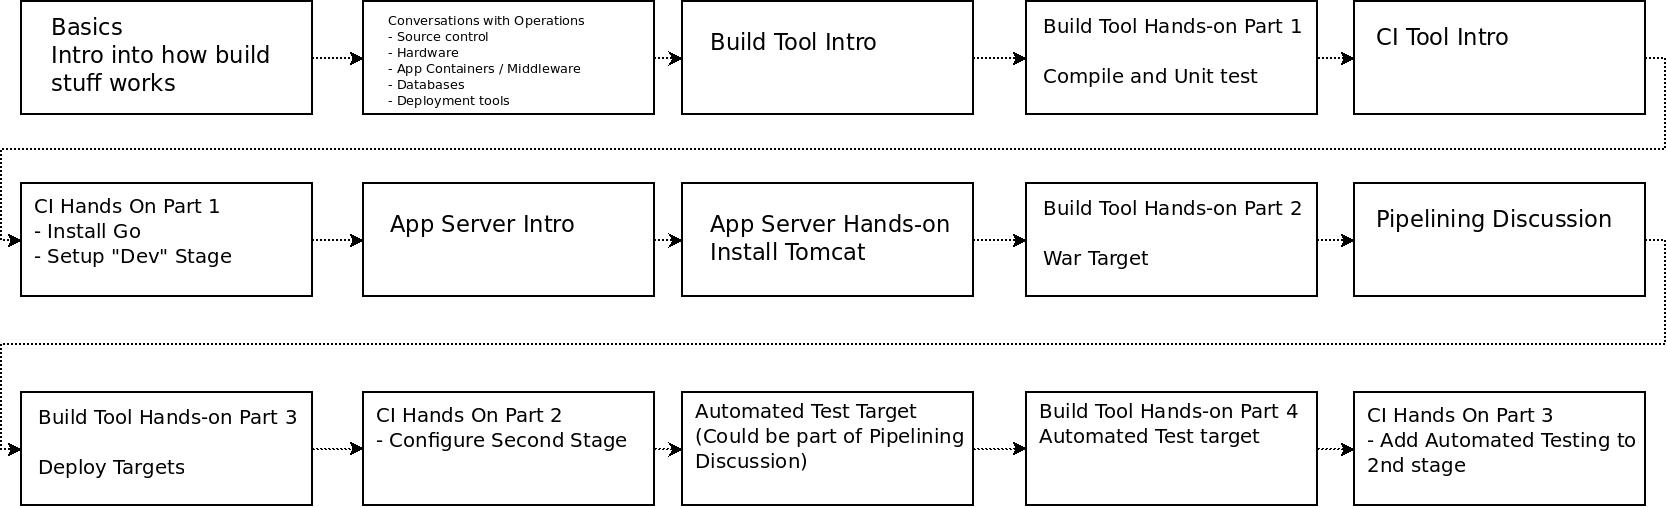 Basics
Intro into how build
stuff works
Conversations with Operations
- Source control
- Hardware
- App Containers / Middleware
- Databases
- Deployment tools
Build Tool Intro
Build Tool Hands-on Part 1
Compile and Unit test
CI Tool Intro
CI Hands On Part 1
- Install Go
- Setup "Dev" Stage
App Server Intro
App Server Hands-on
Install Tomcat
Build Tool Hands-on Part 2
War Target
Pipelining Discussion
Build Tool Hands-on Part 3
Deploy Targets
CI Hands On Part 2
- Configure Second Stage
Automated Test Target
(Could be part of Pipelining
Discussion)
Build Tool Hands-on Part 4
Automated Test target
CI Hands On Part 3
- Add Automated Testing to
2nd stage